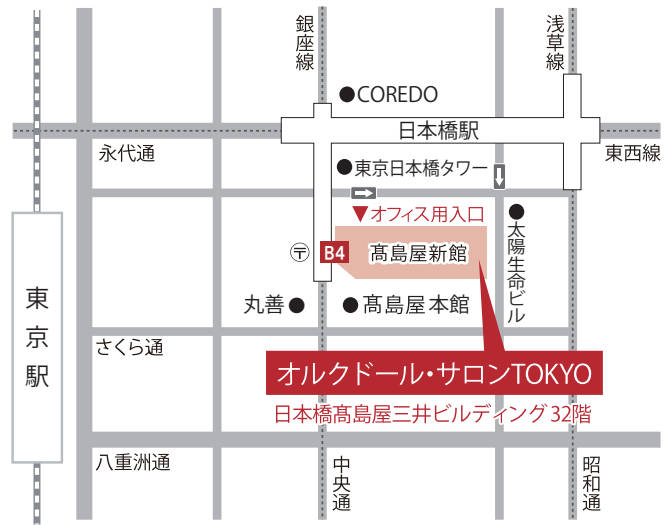 銀座線
浅草線
●COREDO
日本橋駅
永代通
東西線
●東京日本橋タワー
▼オフィス用入口
●太陽生命ビル
〶
B4
髙島屋新館
東京駅
丸善●
●髙島屋 本館
さくら通
オルクドール・サロンTOKYO
日本橋髙島屋三井ビルディング 32階
八重洲通
中央通
昭和通